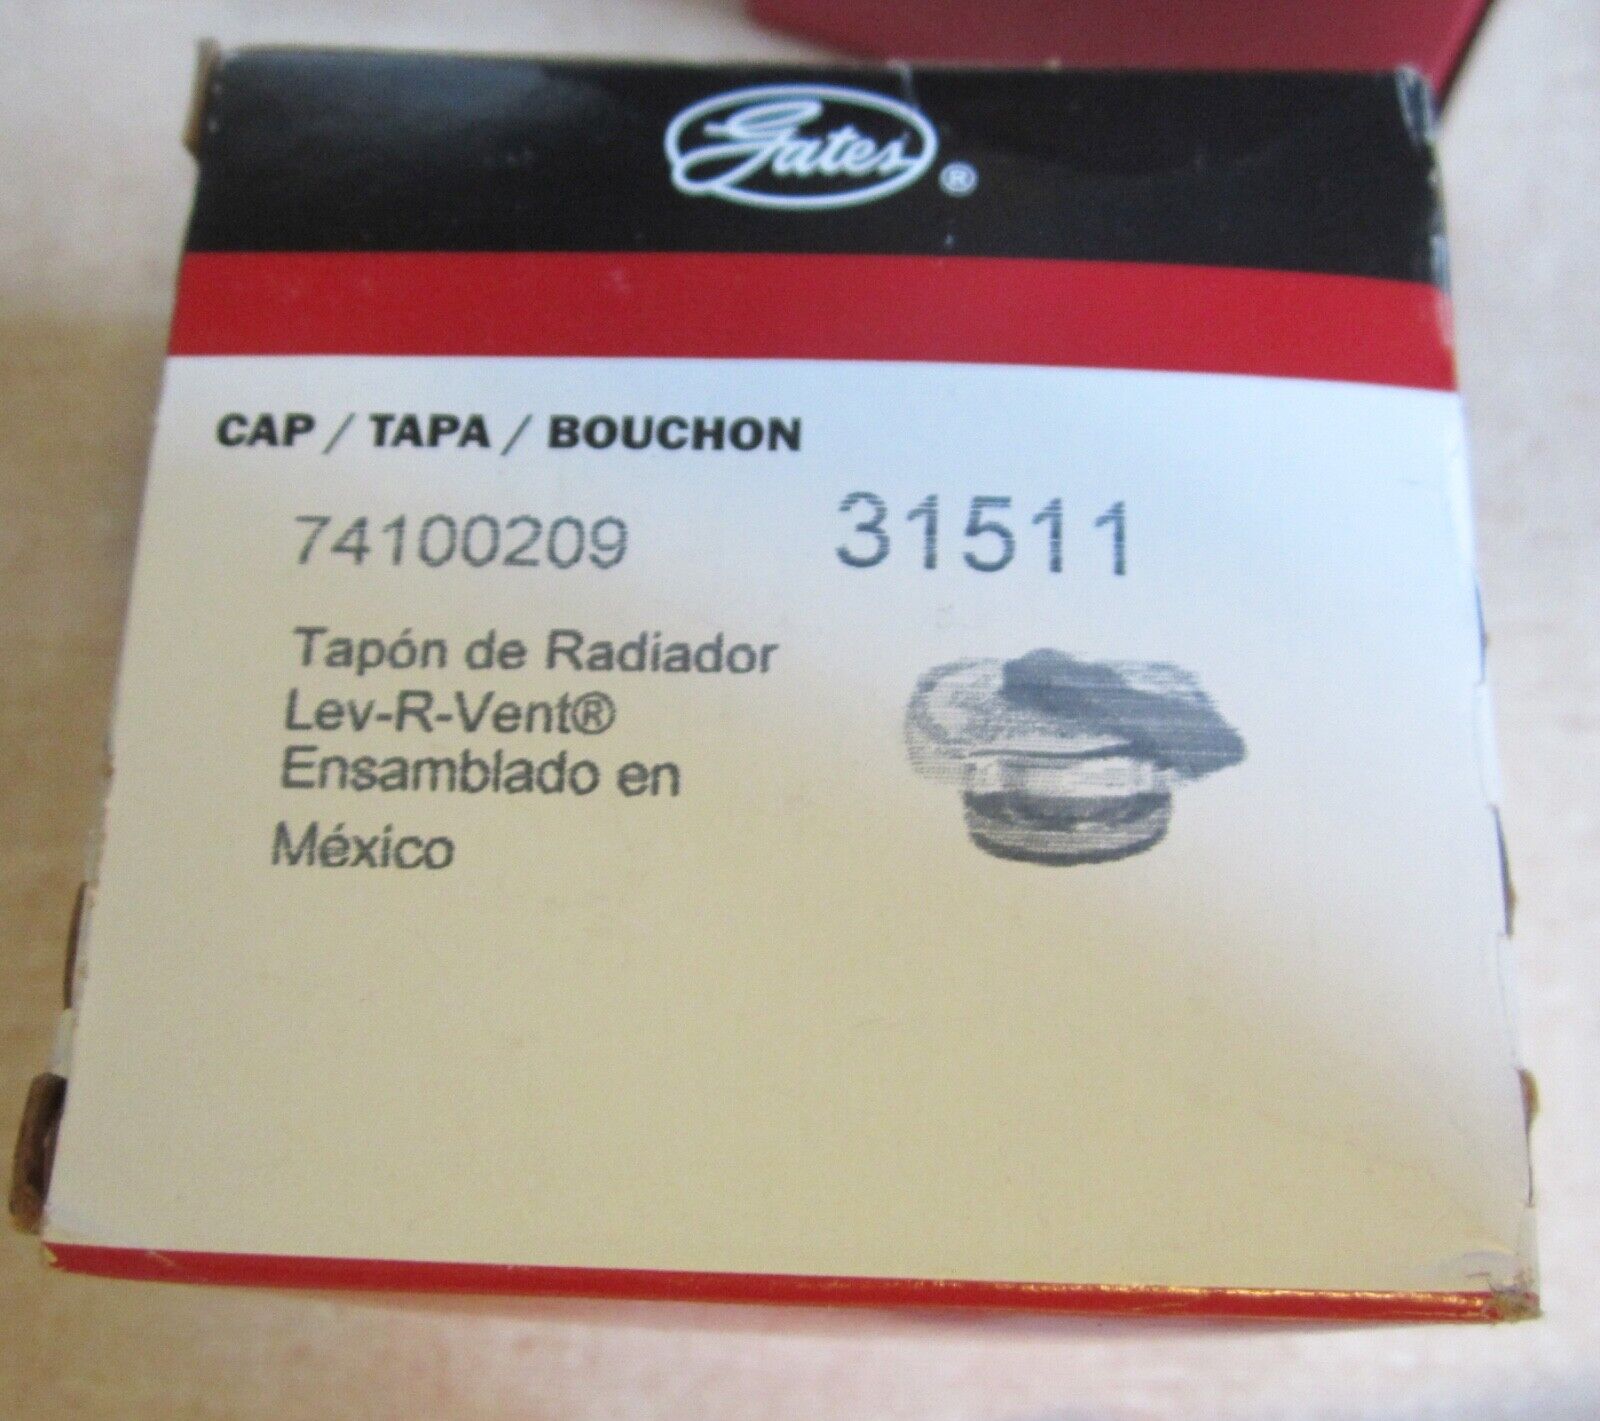 Gates®
CAP / TAPA / BOUCHON
74100209 31511
Tapón de Radiador
Lev-R-Vent®
Ensamblado en
México